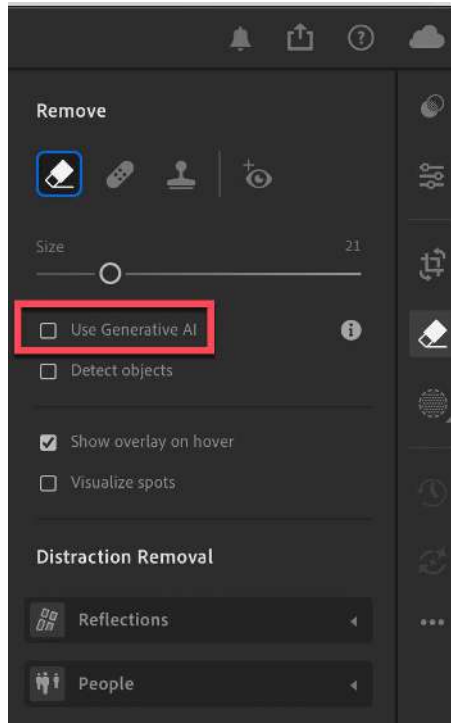 Remove
Size 21
Use Generative AI
Detect objects
Show overlay on hover
Visualize spots
Distraction Removal
Reflections
People